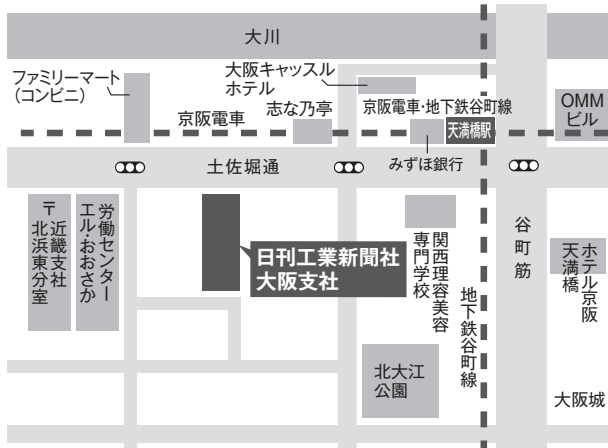 大川
ファミリーマート
(コンビニ)
大阪キャッスル
ホテル
京阪電車
志な乃亭
京阪電車・地下鉄谷町線
天満橋駅
OMM
ビル
土佐堀通
みずほ銀行
〒
近畿支社
北浜東分室
労働センター
エル・おおさか
日刊工業新聞社
大阪支社
関西理容美容
専門学校
地下鉄谷町線
谷町筋
ホテル京阪
天満橋
北大江
公園
大阪城